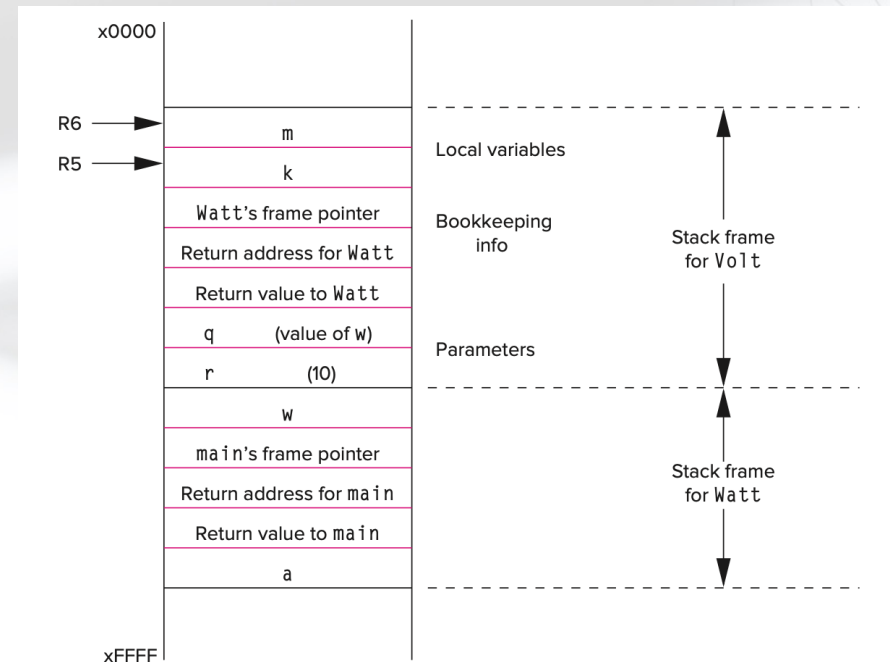 x0000
R6
m
Local variables
R5
k
Watt's frame pointer
Bookkeeping
info
Return address for Watt
Stack frame
for Volt
Return value to Watt
q (value of w)
Parameters
r (10)
w
main's frame pointer
Stack frame
for Watt
Return address for main
Return value to main
a
xFFFF